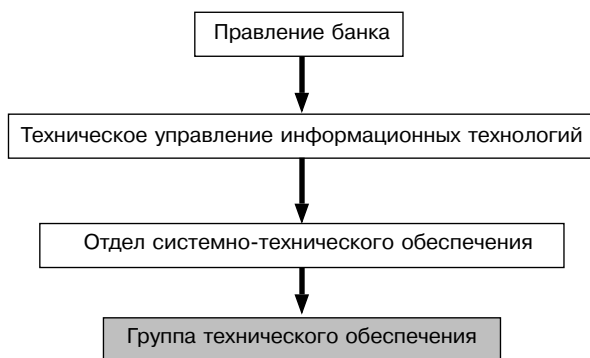 Правление банка
Техническое управление информационных технологий
Отдел системно-технического обеспечения
Группа технического обеспечения